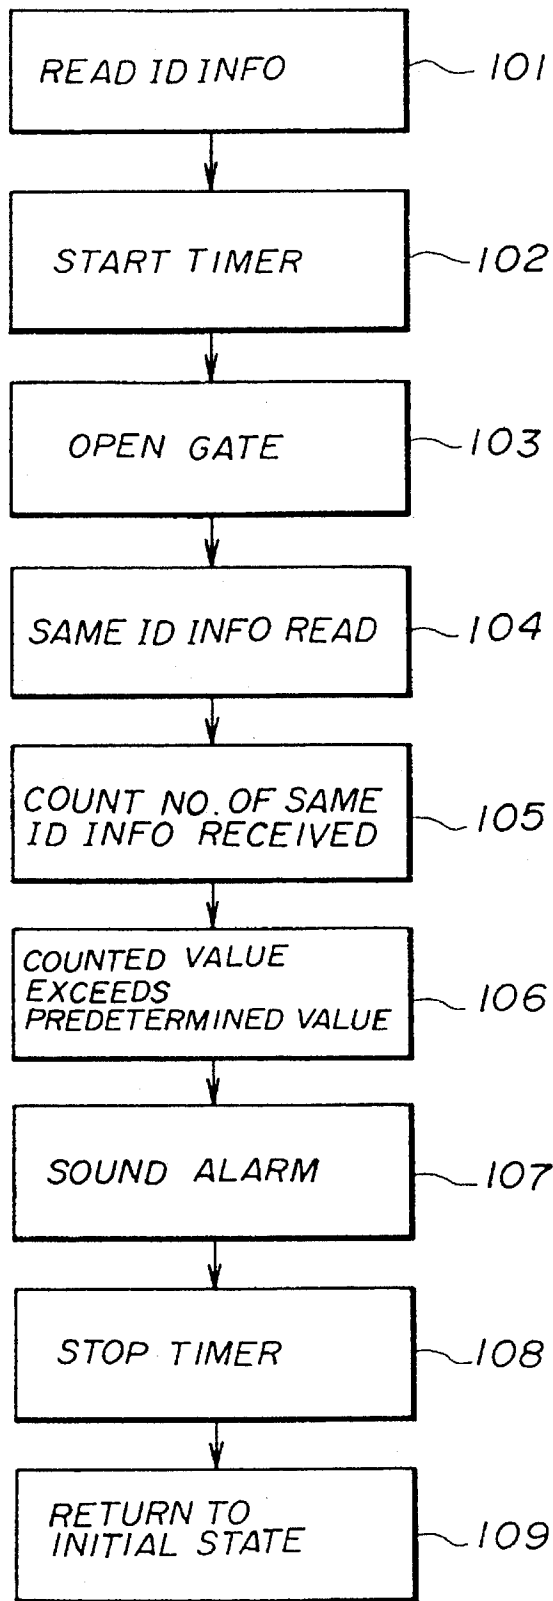 READ ID INFO
101
START TIMER
102
OPEN GATE
103
SAME ID INFO READ
104
COUNT NO. OF SAME
ID INFO RECEIVED
105
COUNTED VALUE
EXCEEDS
PREDETERMINED VALUE
106
SOUND ALARM
107
STOP TIMER
108
RETURN TO
INITIAL STATE
109